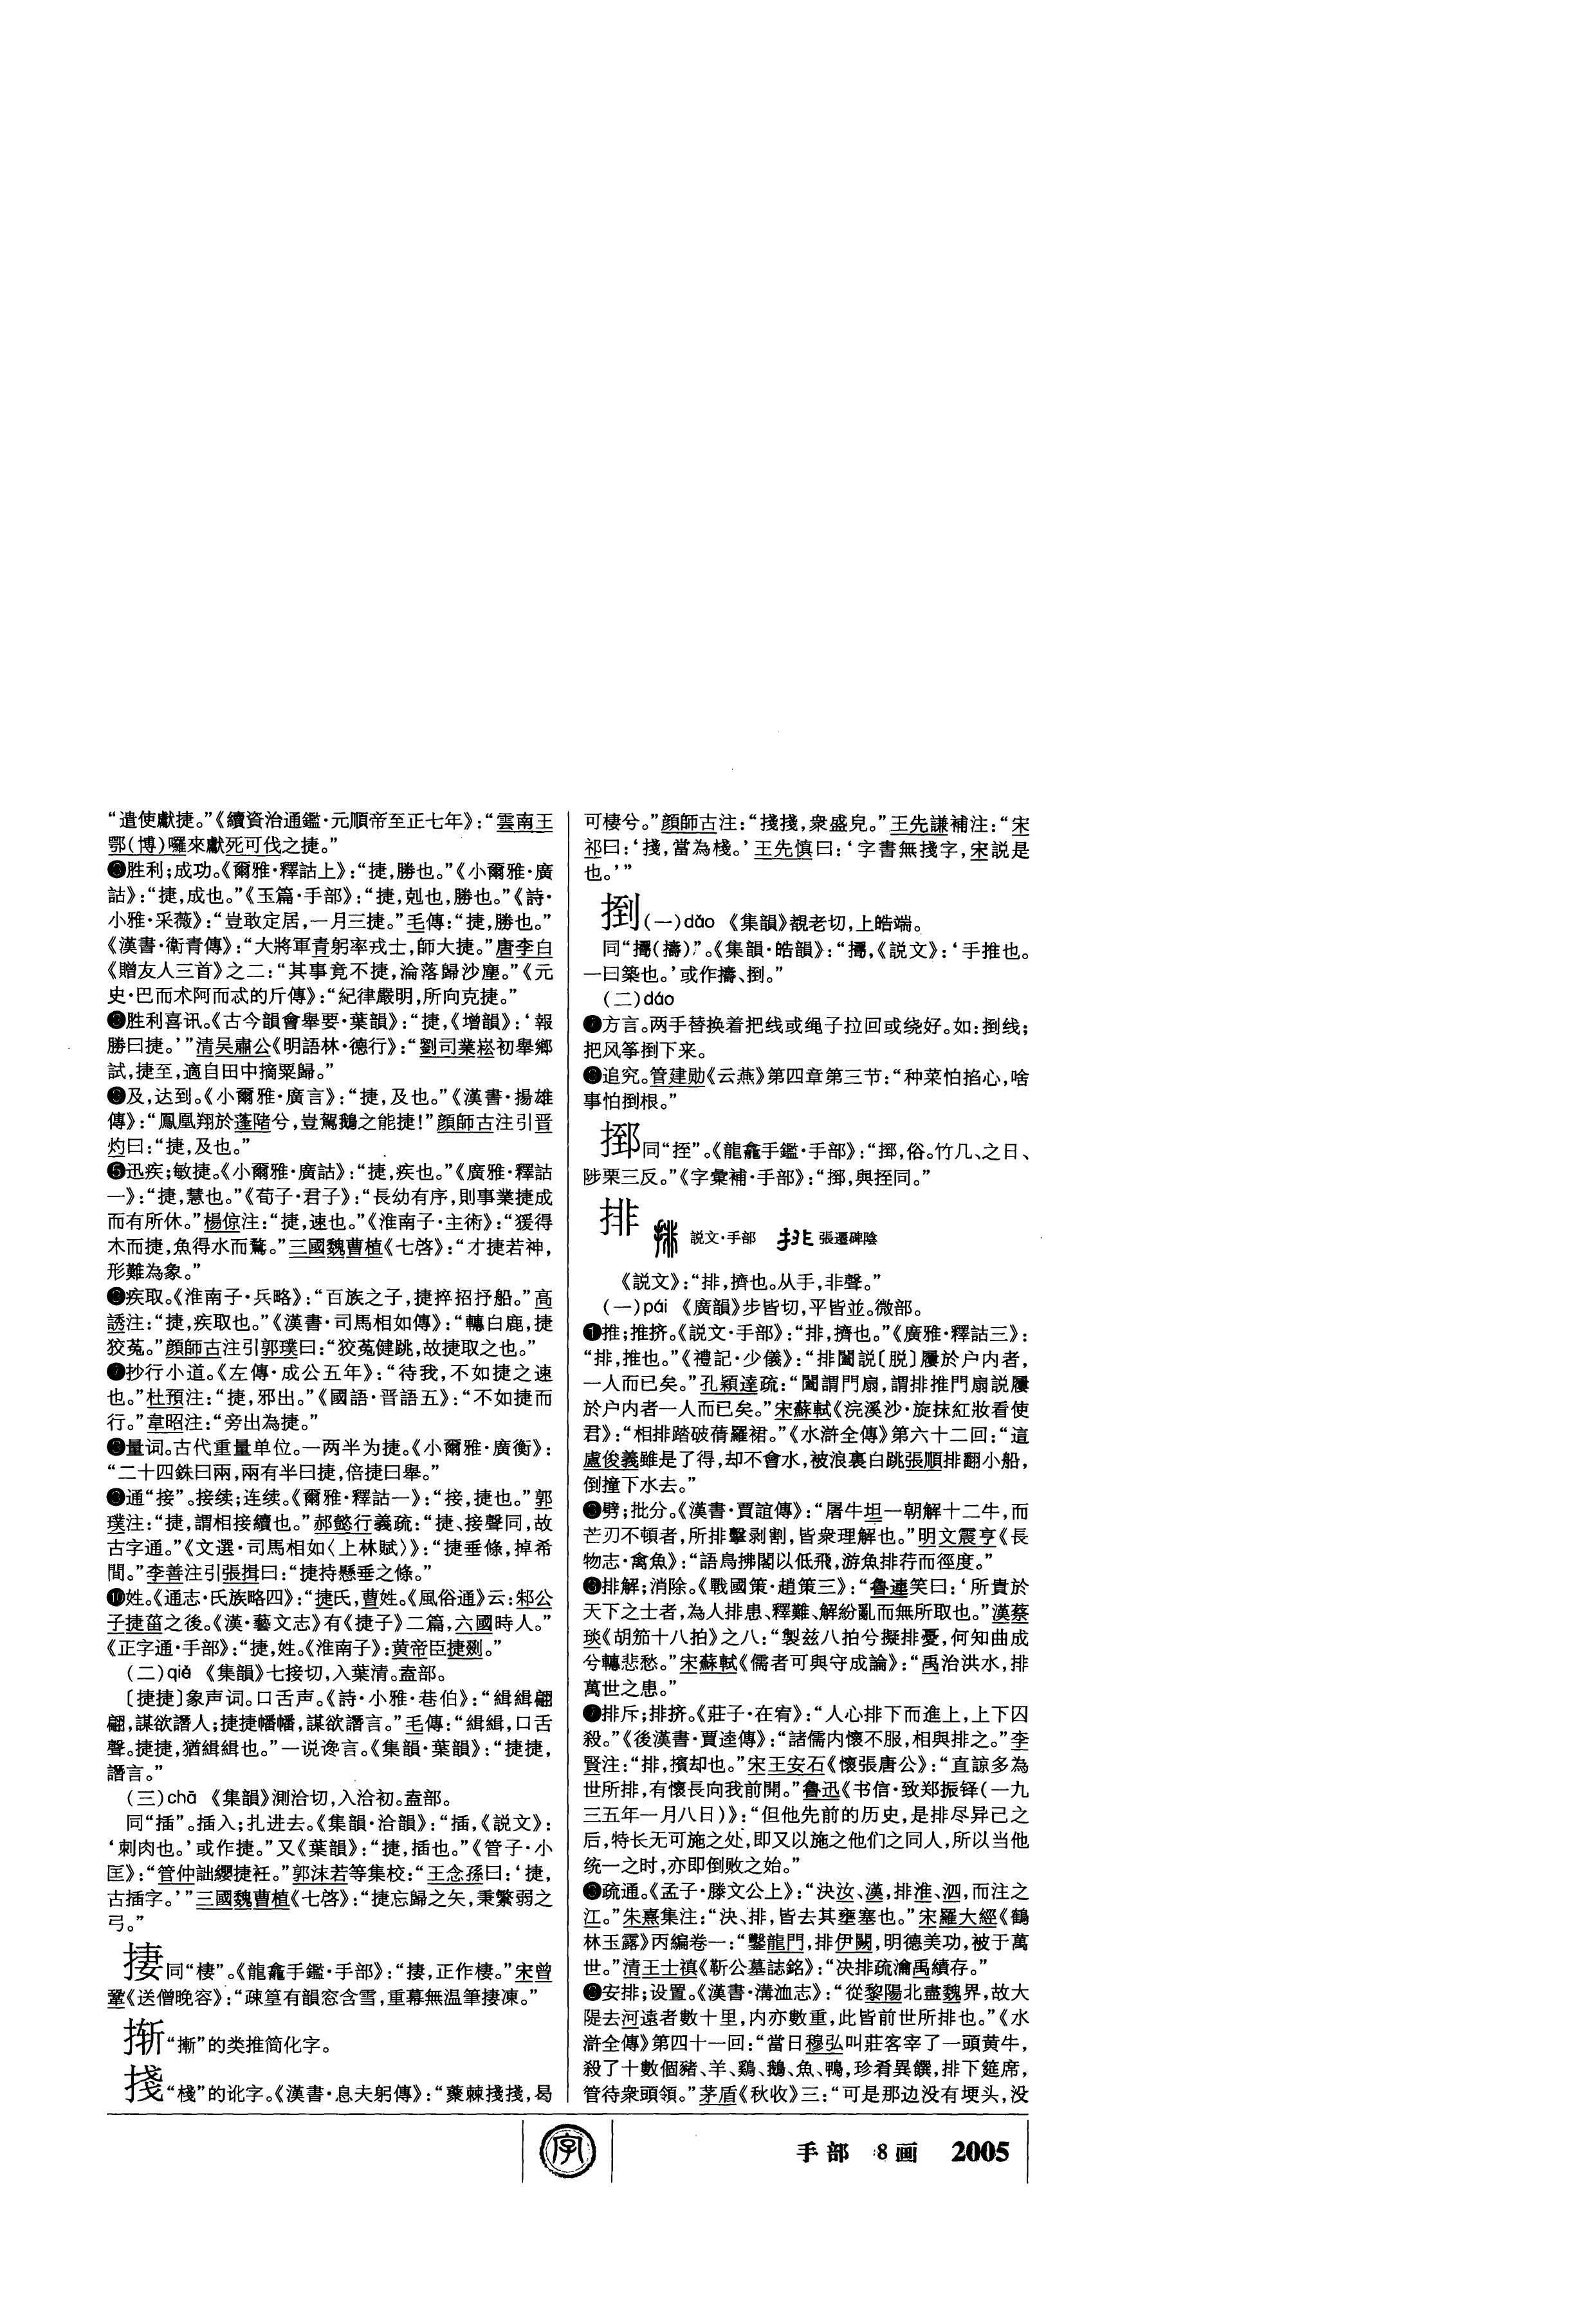 “遣使獻捷。”《續資治通鑑·元順帝至正七年》：“雲南王
鄂(博)囉來獻死可伐之捷。”
❷胜利；成功。《爾雅·釋詁上》：“捷，勝也。”《小爾雅·廣
詁》：“捷，成也。”《玉篇·手部》：“捷，剋也，勝也。”《詩·
小雅·采薇》：“豈敢定居，一月三捷。”毛傳：“捷，勝也。”
《漢書·衛青傳》：“大將軍青躬率戎士，師大捷。”唐李白
《贈友人三首》之二：“其事竟不捷，淪落歸沙塵。”《元
史·巴而朮阿而忒的斤傳》：“紀律嚴明，所向克捷。”
❸胜利喜讯。《古今韻會舉要·葉韻》：“捷，《增韻》：‘報
勝曰捷。’”清吴肅公《明語林·德行》：“劉司業崧初舉鄉
試，捷至，適自田中摘粟歸。”
❹及，达到。《小爾雅·廣言》：“捷，及也。”《漢書·揚雄
傳》：“鳳凰翔於蓬陼兮，豈駕鵝之能捷！”顔師古注引晋
灼曰：“捷，及也。”
❺迅疾；敏捷。《小爾雅·廣詁》：“捷，疾也。”《廣雅·釋詁
一》：“捷，慧也。”《荀子·君子》：“長幼有序，則事業捷成
而有所休。”楊倞注：“捷，速也。”《淮南子·主術》：“猨得
木而捷，魚得水而騖。”三國魏曹植《七啓》：“才捷若神，
形難為象。”
❻疾取。《淮南子·兵略》：“百族之子，捷捽招抒船。”高
誘注：“捷，疾取也。”《漢書·司馬相如傳》：“轊白鹿，捷
狡菟。”顔師古注引郭璞曰：“狡菟健跳，故捷取之也。”
❼抄行小道。《左傳·成公五年》：“待我，不如捷之速
也。”杜預注：“捷，邪出。”《國語·晋語五》：“不如捷而
行。”韋昭注：“旁出為捷。”
❽量词。古代重量单位。一两半为捷。《小爾雅·廣衡》：
“二十四銖曰兩，兩有半曰捷，倍捷曰舉。”
❾通“接”。接续；连续。《爾雅·釋詁一》：“接，捷也。”郭
璞注：“捷，謂相接續也。”郝懿行義疏：“捷、接聲同，故
古字通。”《文選·司馬相如〈上林賦〉》：“捷垂條，掉希
間。”李善注引張揖曰：“捷持懸垂之條。”
❿姓。《通志·氏族略四》：“捷氏，曹姓。《風俗通》云：邾公
子捷菑之後。《漢·藝文志》有《捷子》二篇，六國時人。”
《正字通·手部》：“捷，姓。《淮南子》：黄帝臣捷剟。”
（二）qiè 《集韻》七接切，入葉清。盍部。
〔捷捷〕象声词。口舌声。《詩·小雅·巷伯》：“緝緝翩
翩，謀欲譖人；捷捷幡幡，謀欲譖言。”毛傳：“緝緝，口舌
聲。捷捷，猶緝緝也。”一说谗言。《集韻·葉韻》：“捷捷，
譖言。”
（三）chā 《集韻》測洽切，入洽初。盍部。
同“插”。插入；扎进去。《集韻·洽韻》：“插，《説文》：
‘刺肉也。’或作捷。”又《葉韻》：“捷，插也。”《管子·小
匡》：“管仲詘纓捷衽。”郭沫若等集校：“王念孫曰：‘捷，
古插字。’”三國魏曹植《七啓》：“捷忘歸之矢，秉繁弱之
弓。”
捿同“棲”。《龍龕手鑑·手部》：“捿，正作棲。”宋曾
鞏《送僧晚容》：“疎篁有韻窓含雪，重幕無温筆捿凍。”
㨙“摲”的类推简化字。
㨫“棧”的讹字。《漢書·息夫躬傳》：“藂棘㨫㨫，曷
可棲兮。”顔師古注：“㨫㨫，衆盛皃。”王先謙補注：“宋
祁曰：‘㨫，當為棧。’王先慎曰：‘字書無㨫字，宋説是
也。’”
捯（一）dǎo 《集韻》覩老切，上皓端。
同“擣(擣)”。《集韻·皓韻》：“擣，《説文》：‘手推也。
一曰築也。’或作擣、捯。”
（二）dáo
❶方言。两手替换着把线或绳子拉回或绕好。如：捯线；
把风筝捯下来。
❷追究。管建勋《云燕》第四章第三节：“种菜怕掐心，啥
事怕捯根。”
㨋同“挃”。《龍龕手鑑·手部》：“㨋，俗。竹几、之日、
陟栗三反。”《字彙補·手部》：“㨋，與挃同。”
排 説文·手部 張遷碑陰
《説文》：“排，擠也。从手，非聲。”
（一）pái 《廣韻》步皆切，平皆並。微部。
❶推；推挤。《説文·手部》：“排，擠也。”《廣雅·釋詁三》：
“排，推也。”《禮記·少儀》：“排闔説〔脱〕屨於户内者，
一人而已矣。”孔穎達疏：“闔謂門扇，謂排推門扇説屨
於户内者一人而已矣。”宋蘇軾《浣溪沙·旋抹紅妝看使
君》：“相排踏破蒨羅裙。”《水滸全傳》第六十二回：“這
盧俊義雖是了得，却不會水，被浪裏白跳張順排翻小船，
倒撞下水去。”
❷劈；批分。《漢書·賈誼傳》：“屠牛坦一朝解十二牛，而
芒刃不頓者，所排擊剥割，皆衆理解也。”明文震亨《長
物志·禽魚》：“語鳥拂閣以低飛，游魚排荇而徑度。”
❸排解；消除。《戰國策·趙策三》：“魯連笑曰：‘所貴於
天下之士者，為人排患、釋難、解紛亂而無所取也。”漢蔡
琰《胡笳十八拍》之八：“製兹八拍兮擬排憂，何知曲成
兮轉悲愁。”宋蘇軾《儒者可與守成論》：“禹治洪水，排
萬世之患。”
❹排斥；排挤。《莊子·在宥》：“人心排下而進上，上下囚
殺。”《後漢書·賈逵傳》：“諸儒内懷不服，相與排之。”李
賢注：“排，擯却也。”宋王安石《懷張唐公》：“直諒多為
世所排，有懷長向我前開。”魯迅《书信·致郑振铎（一九
三五年一月八日）》：“但他先前的历史，是排尽异己之
后，特长无可施之处，即又以施之他们之同人，所以当他
统一之时，亦即倒败之始。”
❺疏通。《孟子·滕文公上》：“決汝、漢，排淮、泗，而注之
江。”朱熹集注：“決、排，皆去其壅塞也。”宋羅大經《鶴
林玉露》丙編卷一：“鑿龍門，排伊闕，明德美功，被于萬
世。”清王士禛《靳公墓誌銘》：“决排疏瀹禹績存。”
❻安排；设置。《漢書·溝洫志》：“從黎陽北盡魏界，故大
隄去河遠者數十里，内亦數重，此皆前世所排也。”《水
滸全傳》第四十一回：“當日穆弘叫莊客宰了一頭黄牛，
殺了十數個豬、羊、鷄、鵝、魚、鴨，珍肴異饌，排下筵席，
管待衆頭領。”茅盾《秋收》三：“可是那边没有埂头，没
字
手部 8画 2005